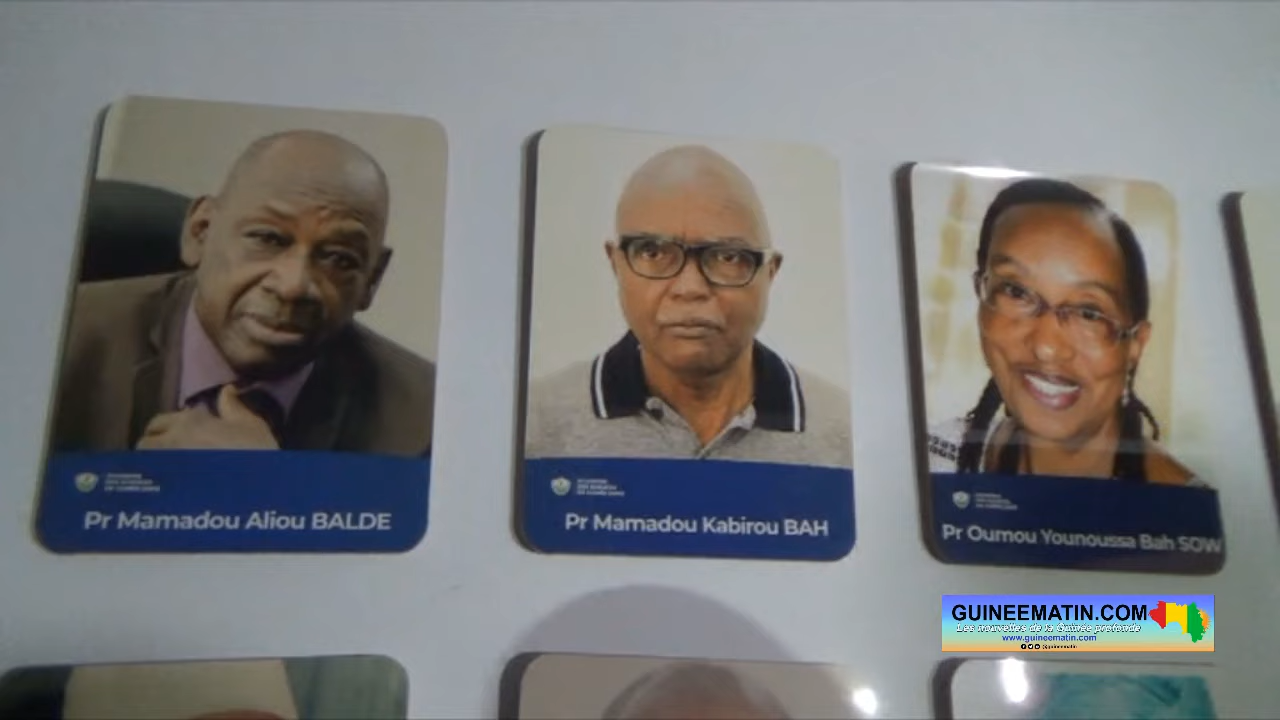 Pr Mamadou Aliou BALDE
Pr Mamadou Kabirou BAH
Pr Oumou Younoussa Bah SOW
GUINEEMATIN.COM
Les nouvelles de la Guinée profonde
www.guineematin.com
@guineematin